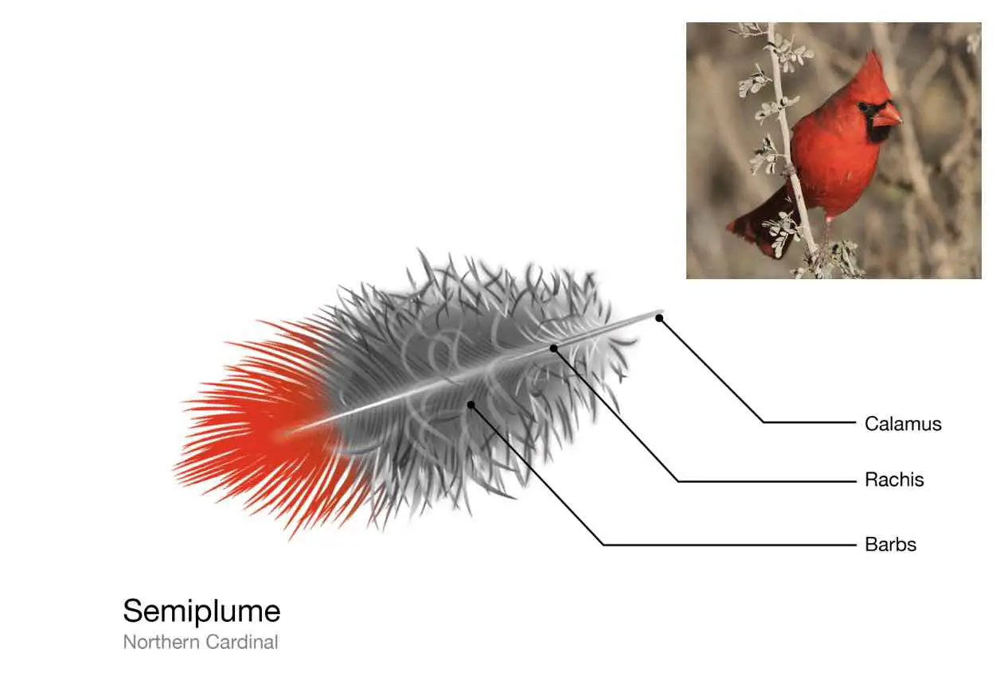 Calamus
Rachis
Barbs
Semiplume
Northern Cardinal